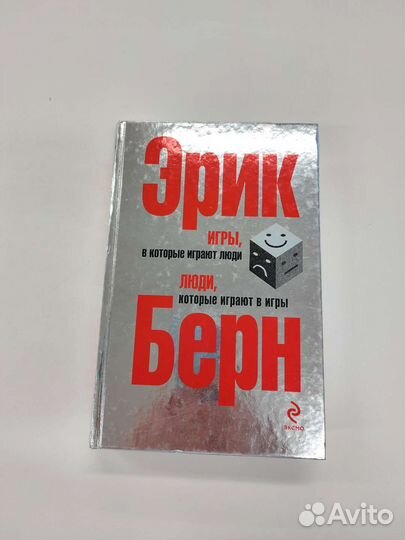 Эрик
ИГРЫ,
в которые играют люди
ЛЮДИ,
которые играют в игры
Берн
ЭКСМО
Avito